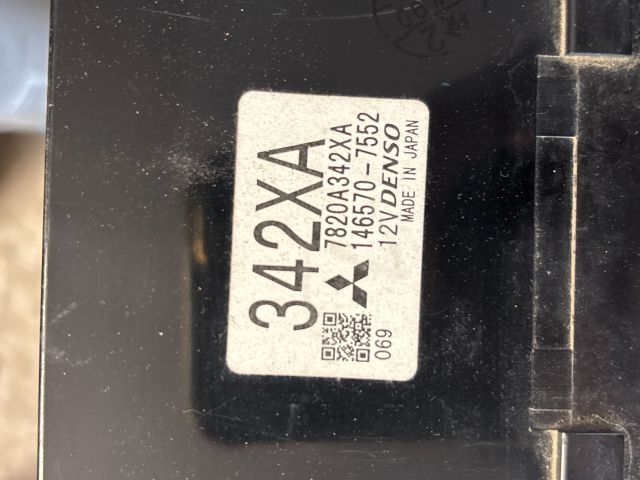 342XA
7820A342XA
146570-7552
12V DENSO
MADE IN JAPAN
069